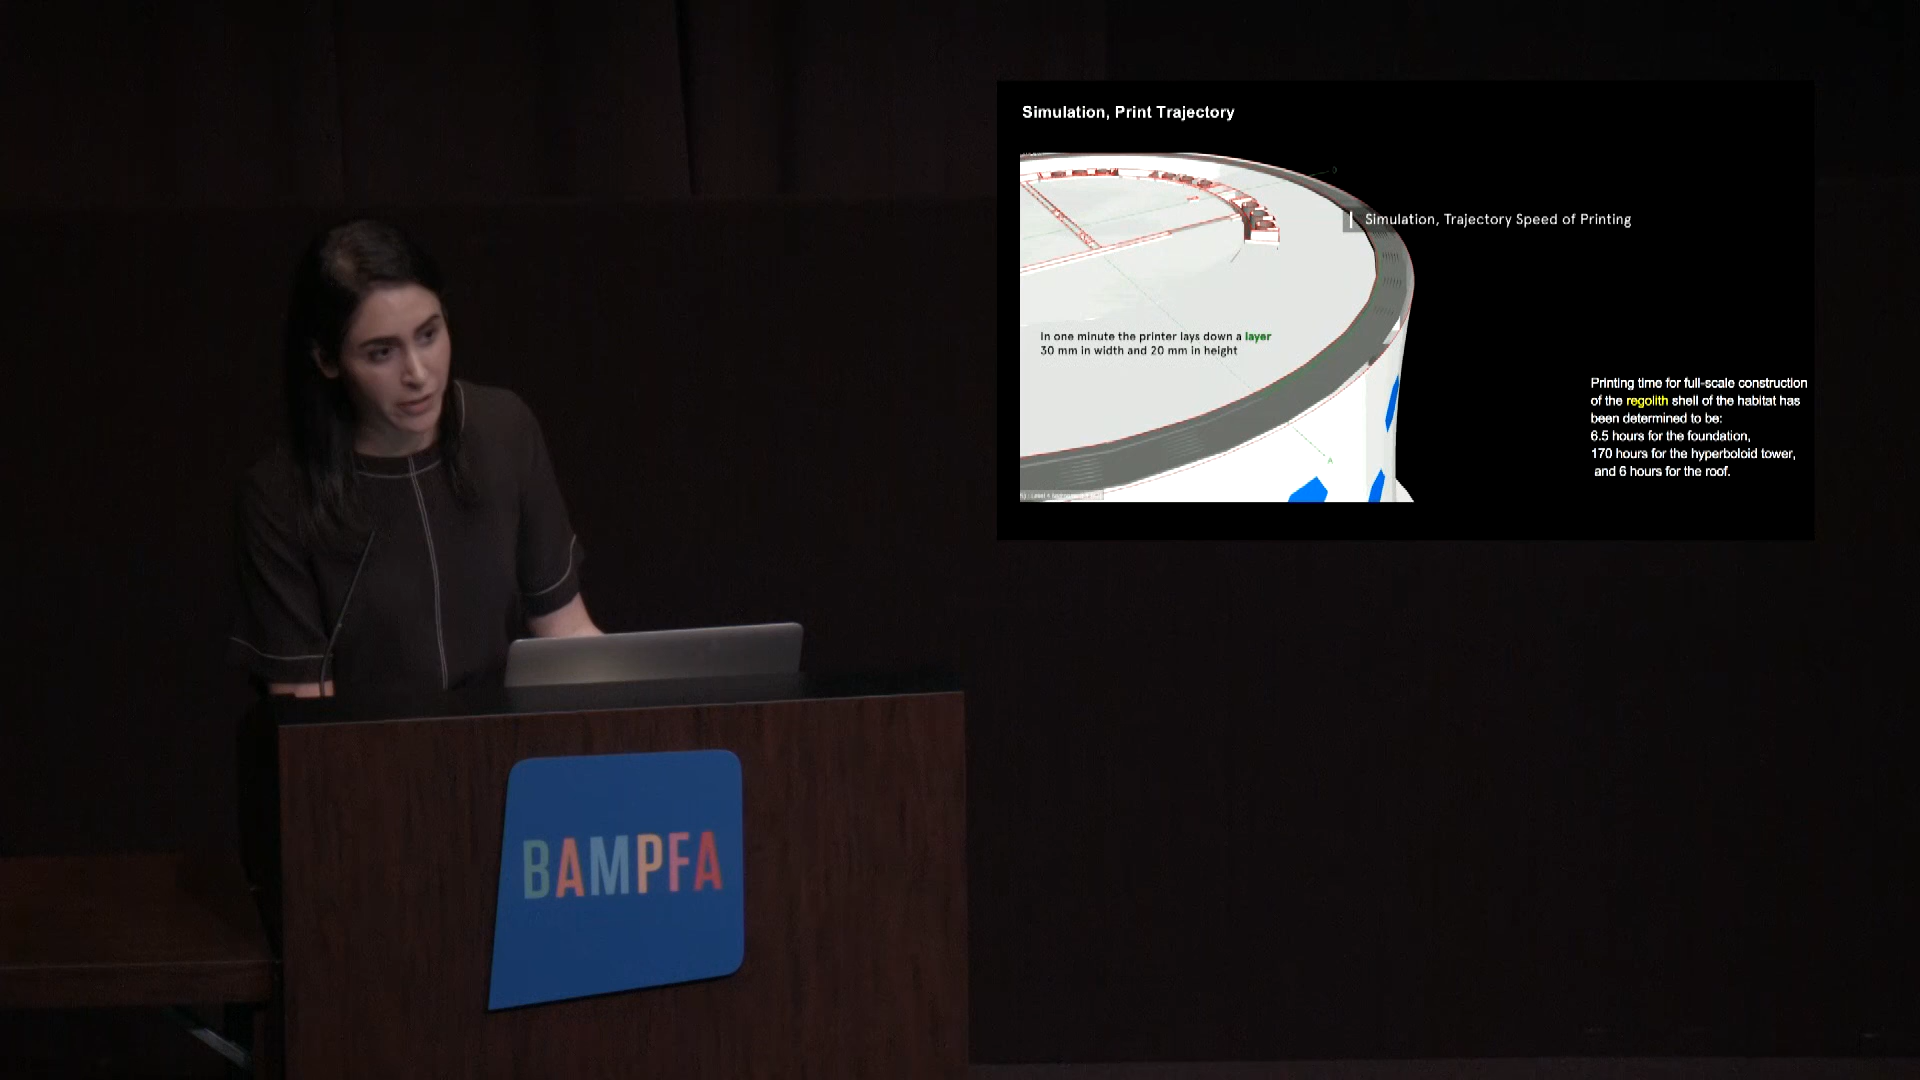 Simulation, Print Trajectory
Simulation, Trajectory Speed of Printing
In one minute the printer lays down a layer
30 mm in width and 20 mm in height
Printing time for full-scale construction
of the regolith shell of the habitat has
been determined to be:
6.5 hours for the foundation,
170 hours for the hyperboloid tower,
and 6 hours for the roof.
A
BAMPFA